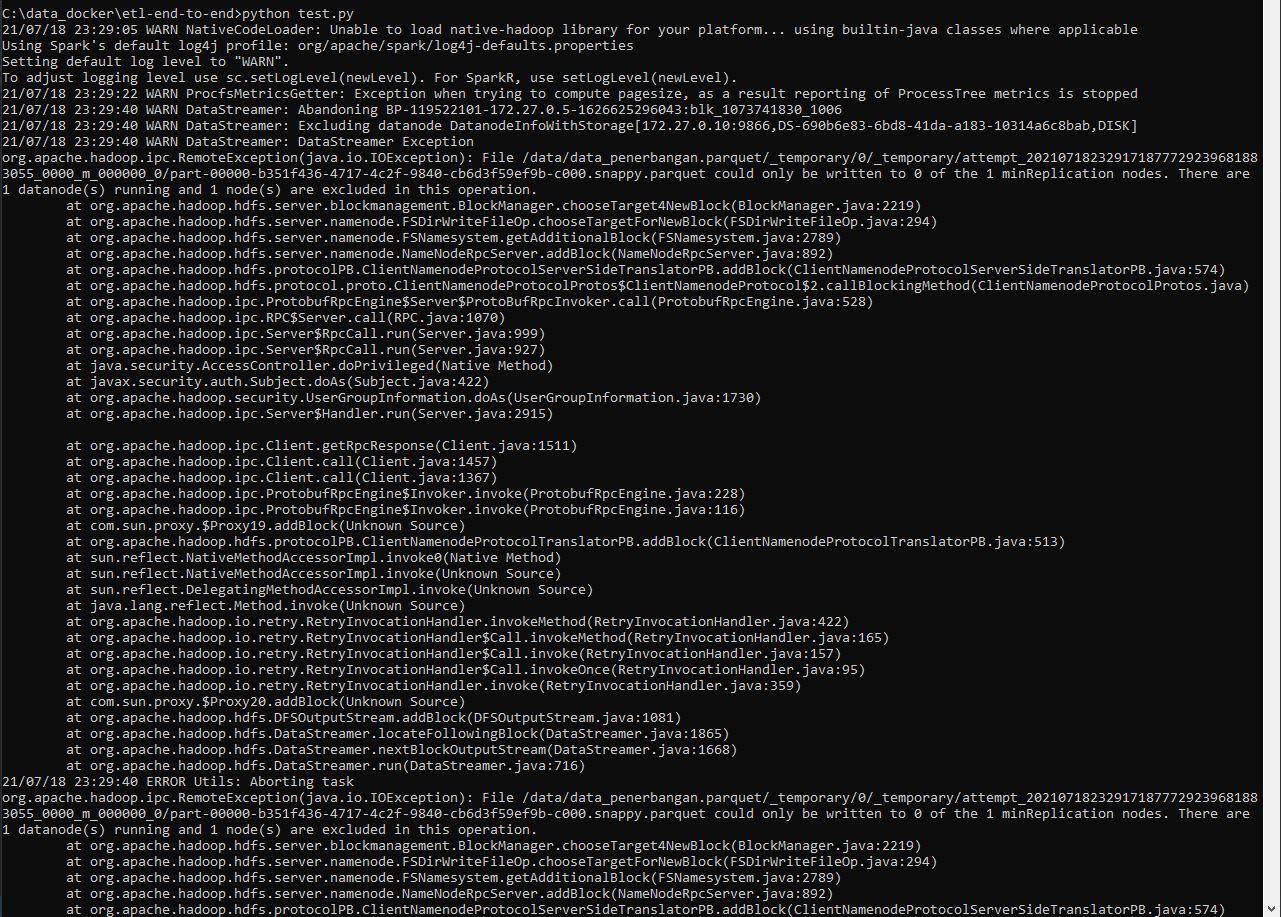 C:\data_docker\etl-end-to-end>python test.py
21/07/18 23:29:05 WARN NativeCodeLoader: Unable to load native-hadoop library for your platform... using builtin-java classes where applicable
Using Spark's default log4j profile: org/apache/spark/log4j-defaults.properties
Setting default log level to "WARN".
To adjust logging level use sc.setLogLevel(newLevel). For SparkR, use setLogLevel(newLevel).
21/07/18 23:29:22 WARN ProcfsMetricsGetter: Exception when trying to compute pagesize, as a result reporting of ProcessTree metrics is stopped
21/07/18 23:29:40 WARN DataStreamer: Abandoning BP-119522101-172.27.0.5-1626625296043:blk_1073741830_1006
21/07/18 23:29:40 WARN DataStreamer: Excluding datanode DatanodeInfoWithStorage[172.27.0.10:9866,DS-690b6e83-6bd8-41da-a183-10314a6c8bab,DISK]
21/07/18 23:29:40 WARN DataStreamer: DataStreamer Exception
org.apache.hadoop.ipc.RemoteException(java.io.IOException): File /data/data_penerbangan.parquet/_temporary/0/_temporary/attempt_20210718232917187772923968188
3055_0000_m_000000_0/part-00000-b351f436-4717-4c2f-9840-cb6d3f59ef9b-c000.snappy.parquet could only be written to 0 of the 1 minReplication nodes. There are
1 datanode(s) running and 1 node(s) are excluded in this operation.
at org.apache.hadoop.hdfs.server.blockmanagement.BlockManager.chooseTarget4NewBlock(BlockManager.java:2219)
at org.apache.hadoop.hdfs.server.namenode.FSDirWriteFileOp.chooseTargetForNewBlock(FSDirWriteFileOp.java:294)
at org.apache.hadoop.hdfs.server.namenode.FSNamesystem.getAdditionalBlock(FSNamesystem.java:2789)
at org.apache.hadoop.hdfs.server.namenode.NameNodeRpcServer.addBlock(NameNodeRpcServer.java:892)
at org.apache.hadoop.hdfs.protocolPB.ClientNamenodeProtocolServerSideTranslatorPB.addBlock(ClientNamenodeProtocolServerSideTranslatorPB.java:574)
at org.apache.hadoop.hdfs.protocol.proto.ClientNamenodeProtocolProtos$ClientNamenodeProtocol$2.callBlockingMethod(ClientNamenodeProtocolProtos.java)
at org.apache.hadoop.ipc.ProtobufRpcEngine$Server$ProtoBufRpcInvoker.call(ProtobufRpcEngine.java:528)
at org.apache.hadoop.ipc.RPC$Server.call(RPC.java:1070)
at org.apache.hadoop.ipc.Server$RpcCall.run(Server.java:999)
at org.apache.hadoop.ipc.Server$RpcCall.run(Server.java:927)
at java.security.AccessController.doPrivileged(Native Method)
at javax.security.auth.Subject.doAs(Subject.java:422)
at org.apache.hadoop.security.UserGroupInformation.doAs(UserGroupInformation.java:1730)
at org.apache.hadoop.ipc.Server$Handler.run(Server.java:2915)

at org.apache.hadoop.ipc.Client.getRpcResponse(Client.java:1511)
at org.apache.hadoop.ipc.Client.call(Client.java:1457)
at org.apache.hadoop.ipc.Client.call(Client.java:1367)
at org.apache.hadoop.ipc.ProtobufRpcEngine$Invoker.invoke(ProtobufRpcEngine.java:228)
at org.apache.hadoop.ipc.ProtobufRpcEngine$Invoker.invoke(ProtobufRpcEngine.java:116)
at com.sun.proxy.$Proxy19.addBlock(Unknown Source)
at org.apache.hadoop.hdfs.protocolPB.ClientNamenodeProtocolTranslatorPB.addBlock(ClientNamenodeProtocolTranslatorPB.java:513)
at sun.reflect.NativeMethodAccessorImpl.invoke0(Native Method)
at sun.reflect.NativeMethodAccessorImpl.invoke(Unknown Source)
at sun.reflect.DelegatingMethodAccessorImpl.invoke(Unknown Source)
at java.lang.reflect.Method.invoke(Unknown Source)
at org.apache.hadoop.io.retry.RetryInvocationHandler.invokeMethod(RetryInvocationHandler.java:422)
at org.apache.hadoop.io.retry.RetryInvocationHandler$Call.invokeMethod(RetryInvocationHandler.java:165)
at org.apache.hadoop.io.retry.RetryInvocationHandler$Call.invoke(RetryInvocationHandler.java:157)
at org.apache.hadoop.io.retry.RetryInvocationHandler$Call.invokeOnce(RetryInvocationHandler.java:95)
at org.apache.hadoop.io.retry.RetryInvocationHandler.invoke(RetryInvocationHandler.java:359)
at com.sun.proxy.$Proxy20.addBlock(Unknown Source)
at org.apache.hadoop.hdfs.DFSOutputStream.addBlock(DFSOutputStream.java:1081)
at org.apache.hadoop.hdfs.DataStreamer.locateFollowingBlock(DataStreamer.java:1865)
at org.apache.hadoop.hdfs.DataStreamer.nextBlockOutputStream(DataStreamer.java:1668)
at org.apache.hadoop.hdfs.DataStreamer.run(DataStreamer.java:716)
21/07/18 23:29:40 ERROR Utils: Aborting task
org.apache.hadoop.ipc.RemoteException(java.io.IOException): File /data/data_penerbangan.parquet/_temporary/0/_temporary/attempt_20210718232917187772923968188
3055_0000_m_000000_0/part-00000-b351f436-4717-4c2f-9840-cb6d3f59ef9b-c000.snappy.parquet could only be written to 0 of the 1 minReplication nodes. There are
1 datanode(s) running and 1 node(s) are excluded in this operation.
at org.apache.hadoop.hdfs.server.blockmanagement.BlockManager.chooseTarget4NewBlock(BlockManager.java:2219)
at org.apache.hadoop.hdfs.server.namenode.FSDirWriteFileOp.chooseTargetForNewBlock(FSDirWriteFileOp.java:294)
at org.apache.hadoop.hdfs.server.namenode.FSNamesystem.getAdditionalBlock(FSNamesystem.java:2789)
at org.apache.hadoop.hdfs.server.namenode.NameNodeRpcServer.addBlock(NameNodeRpcServer.java:892)
at org.apache.hadoop.hdfs.protocolPB.ClientNamenodeProtocolServerSideTranslatorPB.addBlock(ClientNamenodeProtocolServerSideTranslatorPB.java:574)